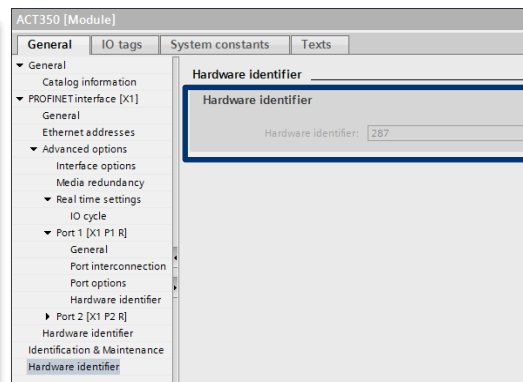 ACT350 [Module]
General
IO tags
System constants
Texts
General
Catalog information
PROFINET interface [X1]
General
Ethernet addresses
Advanced options
Interface options
Media redundancy
Real time settings
IO cycle
Port 1 [X1 P1 R]
General
Port interconnection
Port options
Hardware identifier
Port 2 [X1 P2 R]
Hardware identifier
Identification & Maintenance
Hardware identifier
Hardware identifier
Hardware identifier
Hardware identifier: 287